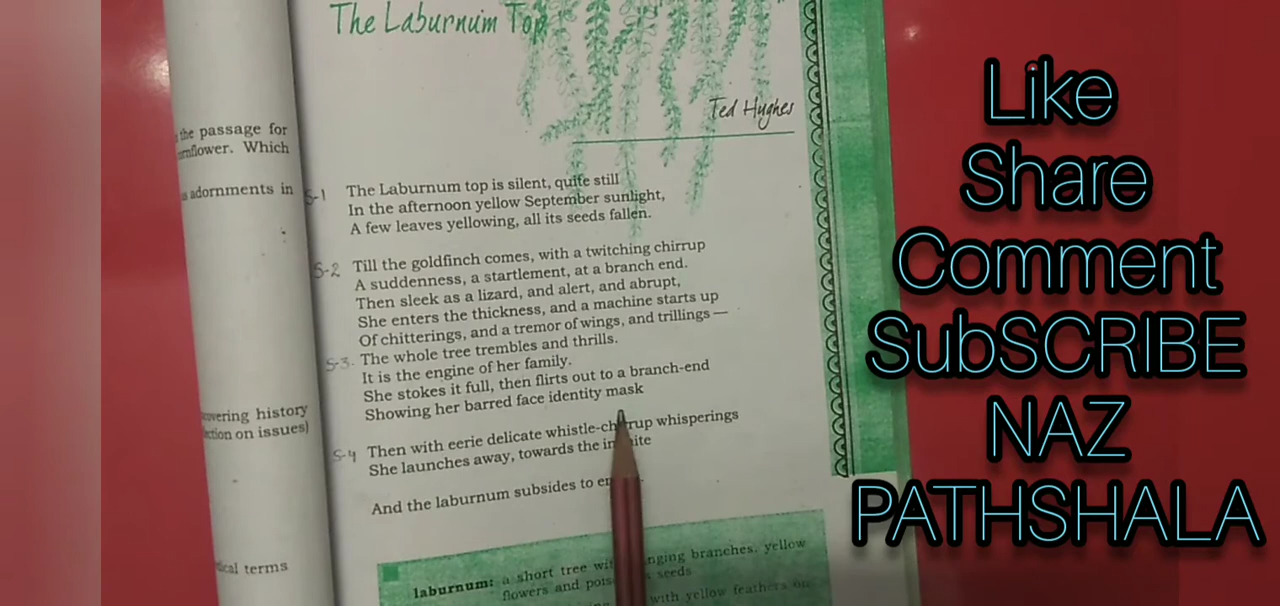 The Laburnum Top
Ted Hughes
the passage for
Which
adornments in
history
on issues)
terms
S-1 The Laburnum top is silent, quite still
In the afternoon yellow September sunlight,
A few leaves yellowing, all its seeds fallen.
S-2 Till the goldfinch comes, with a twitching chirrup
A suddenness, a startlement, at a branch end.
Then sleek as a lizard, and alert, and abrupt,
She enters the thickness, and a machine starts up
Of chitterings, and a tremor of wings, and trillings —
S-3. The whole tree trembles and thrills.
It is the engine of her family.
She stokes it full, then flirts out to a branch-end
Showing her barred face identity mask
S-4 Then with eerie delicate whistle-chirrup whisperings
She launches away, towards the
And the laburnum subsides to
laburnum: a short tree branches, yellow
flowers and seeds
with yellow feathers on
Like
Share
Comment
SubSCRIBE
NAZ
PATHSHALA